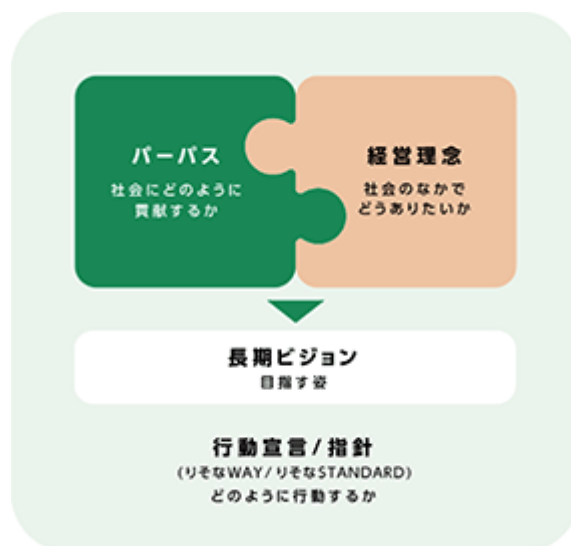 パーパス
社会にどのように
貢献するか
経営理念
社会のなかで
どうありたいか
長期ビジョン
目指す姿
行動宣言/指針
(りそなWAY/りそなSTANDARD)
どのように行動するか